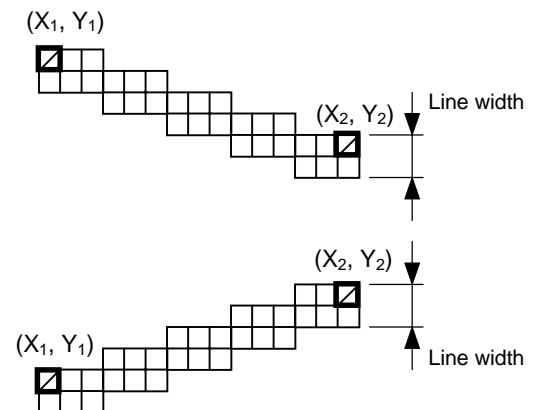 (X₁, Y₁)
Line width
(X₂, Y₂)
(X₂, Y₂)
(X₁, Y₁)
Line width